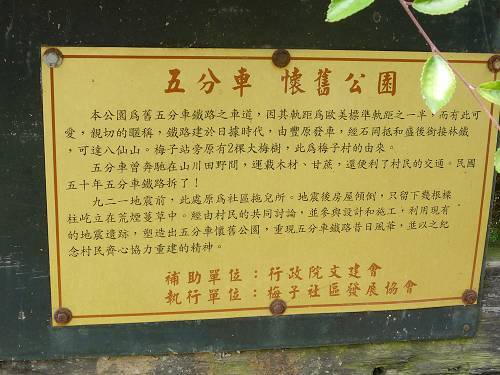 五分車 懷舊公園
本公園為舊五分車鐵路之車道，因其軌距為歐美標準軌距之一半，而有此可
愛，親切的暱稱，鐵路建於日據時代，由豐原發車，經石岡抵和盛後銜接林鐵
，可達八仙山。梅子站旁原有2棵大梅樹，此為梅子村的由來。
五分車曾奔馳在山川田野間，運載木材、甘蔗，還便利了村民的交通。民國
五十年五分車鐵路拆了！
九二一地震前，此處原為社區拖兒所。地震後房屋傾倒，只留下幾根樑
柱屹立在荒煙蔓草中。經由村民的共同討論，並參與設計和施工，利用現有
的地震遺跡，塑造出五分車懷舊公園，重現五分車鐵路昔日風華，並以之紀
念村民齊心協力重建的精神。
補助單位：行政院文建會
執行單位：梅子社區發展協會